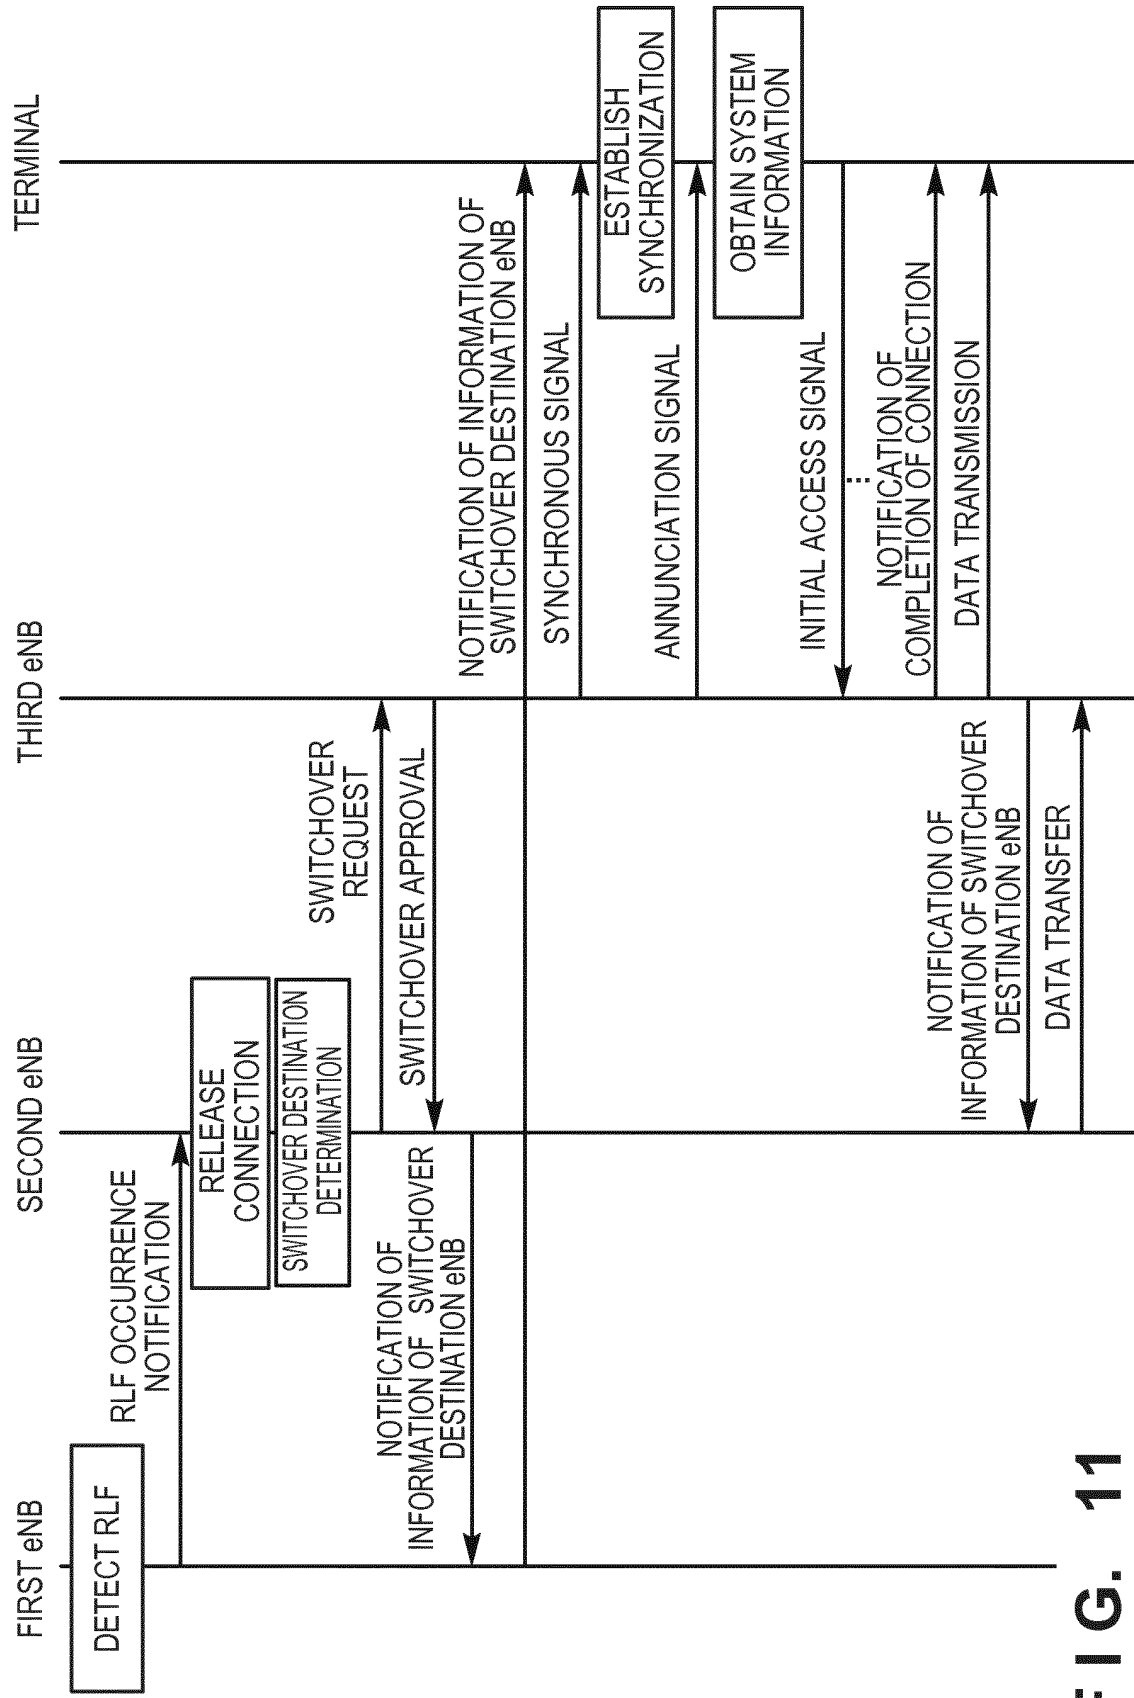 FIRST eNB
SECOND eNB
THIRD eNB
TERMINAL
DETECT RLF
RLF OCCURRENCE
NOTIFICATION
RELEASE
CONNECTION
SWITCHOVER DESTINATION
DETERMINATION
SWITCHOVER
REQUEST
SWITCHOVER APPROVAL
NOTIFICATION OF
INFORMATION OF SWITCHOVER
DESTINATION eNB
NOTIFICATION OF INFORMATION OF
SWITCHOVER DESTINATION eNB
SYNCHRONOUS SIGNAL
ESTABLISH
SYNCHRONIZATION
ANNUNCIATION SIGNAL
OBTAIN SYSTEM
INFORMATION
INITIAL ACCESS SIGNAL
NOTIFICATION OF
COMPLETION OF CONNECTION
DATA TRANSMISSION
NOTIFICATION OF
INFORMATION OF SWITCHOVER
DESTINATION eNB
DATA TRANSFER
FIG. 11